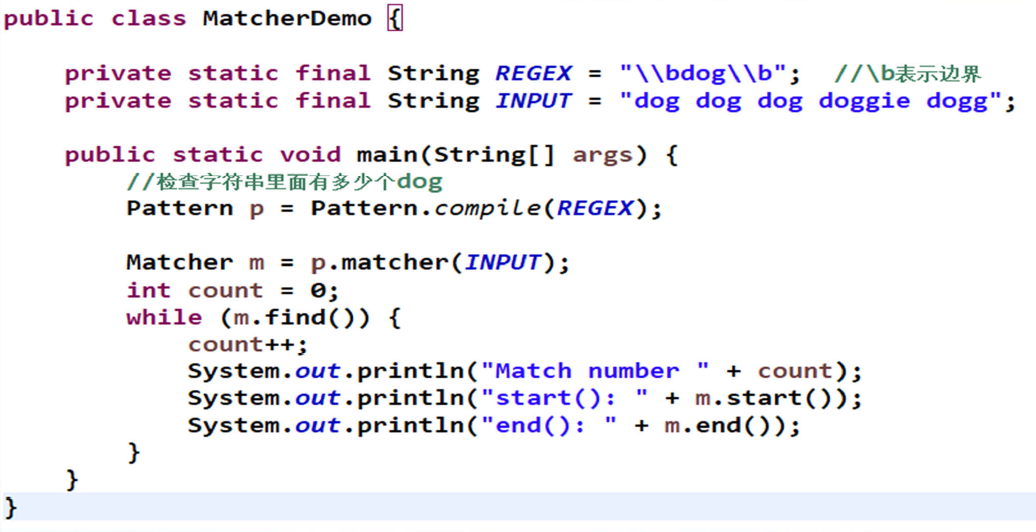 public class MatcherDemo {
private static final String REGEX = "\\bdog\\b"; //\b表示边界
private static final String INPUT = "dog dog dog doggie dogg";
public static void main(String[] args) {
//检查字符串里面有多少个dog
Pattern p = Pattern.compile(REGEX);
Matcher m = p.matcher(INPUT);
int count = 0;
while (m.find()) {
count++;
System.out.println("Match number " + count);
System.out.println("start(): " + m.start());
System.out.println("end(): " + m.end());
}
}
}